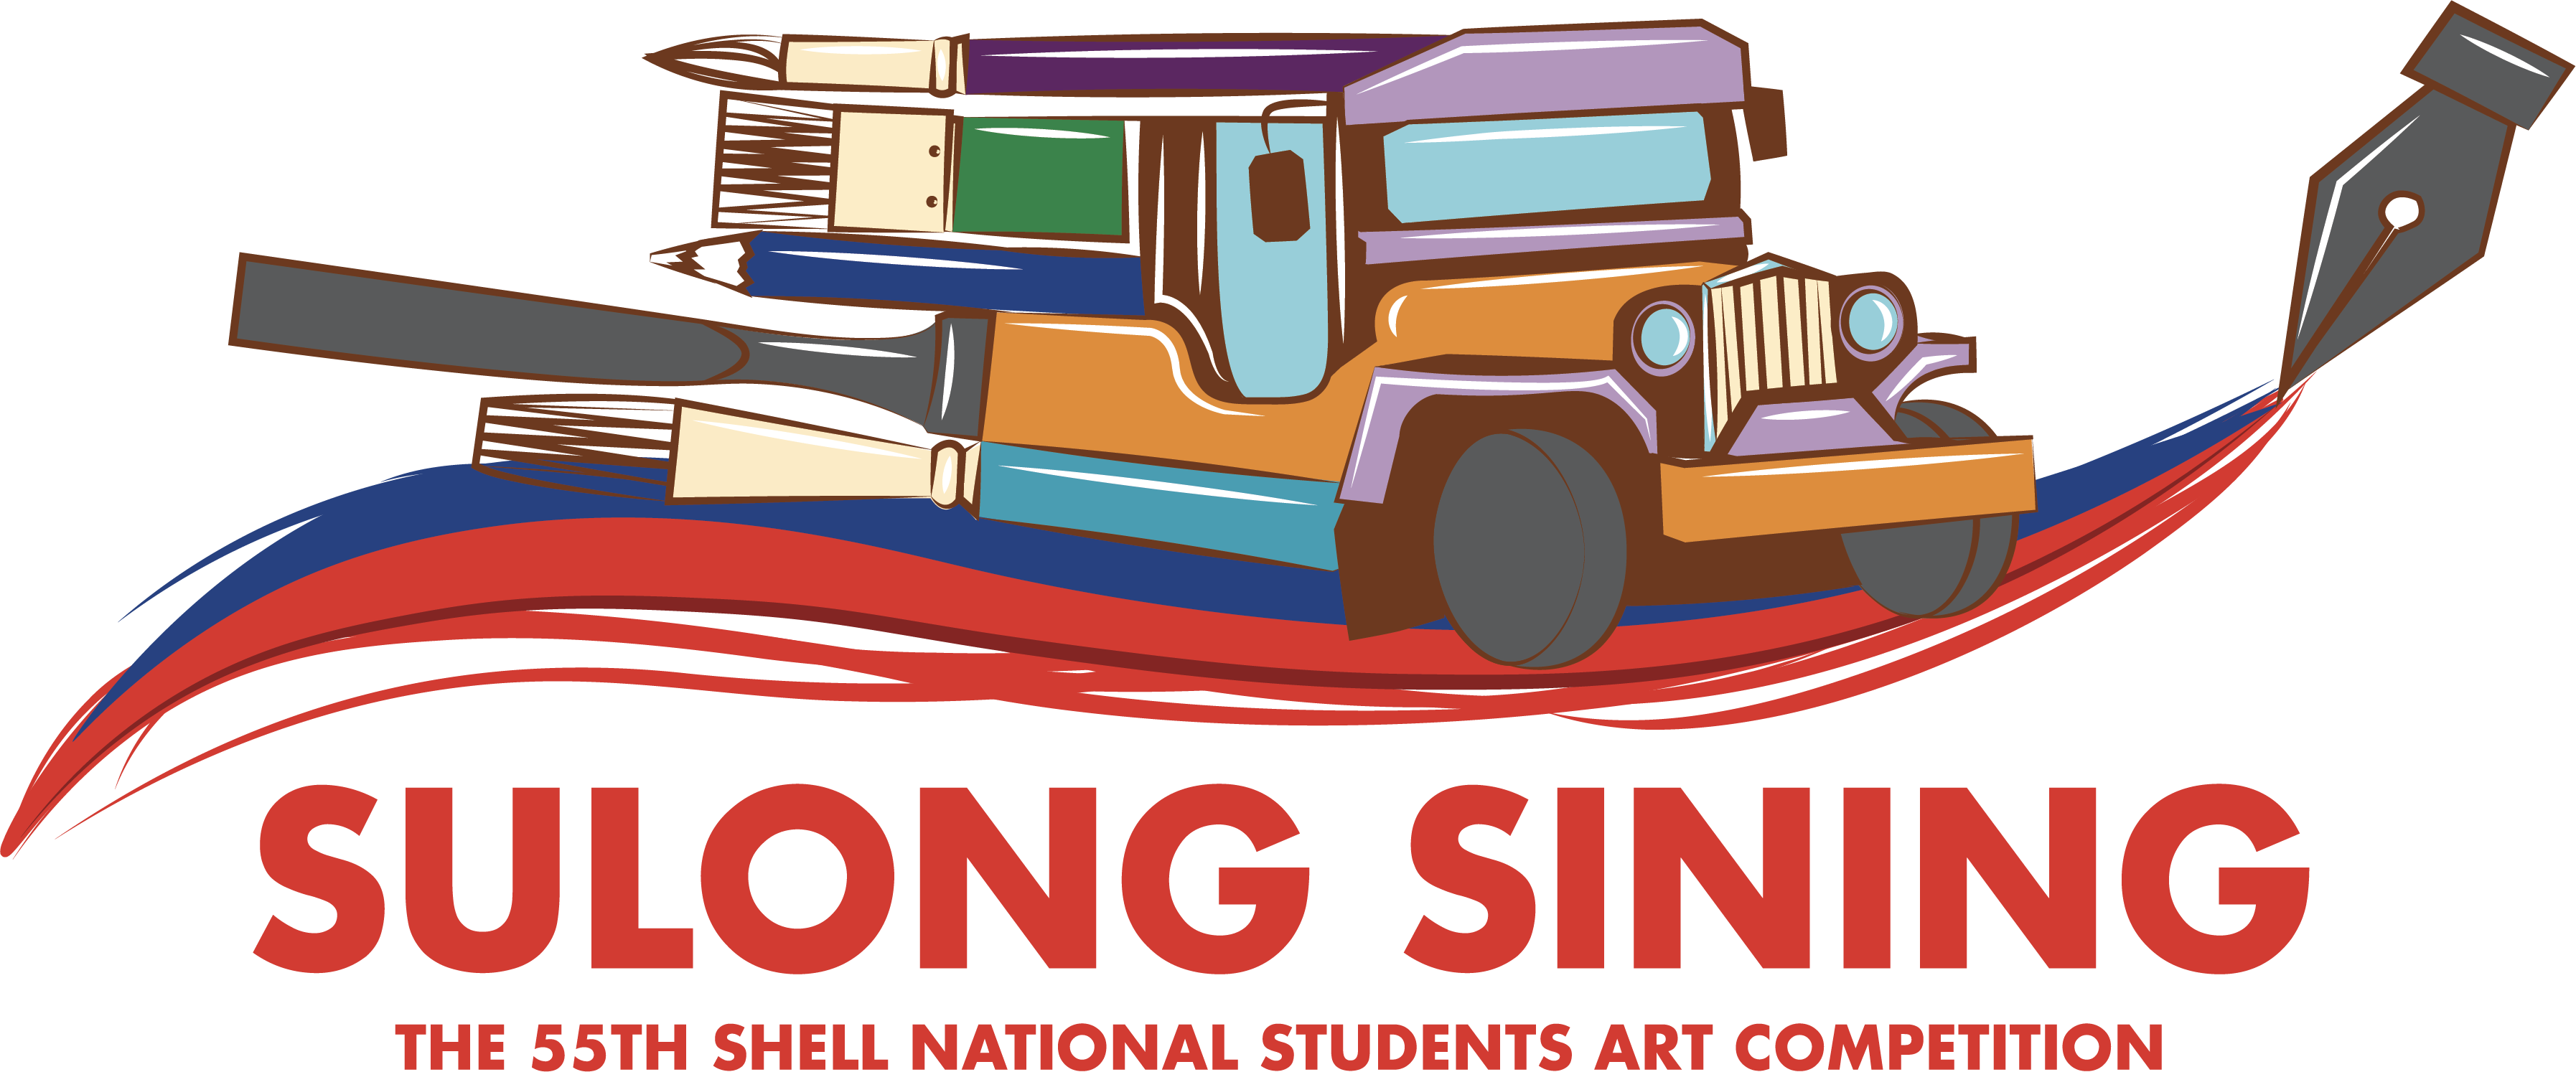 SULONG SINING
THE 55TH SHELL NATIONAL STUDENTS ART COMPETITION